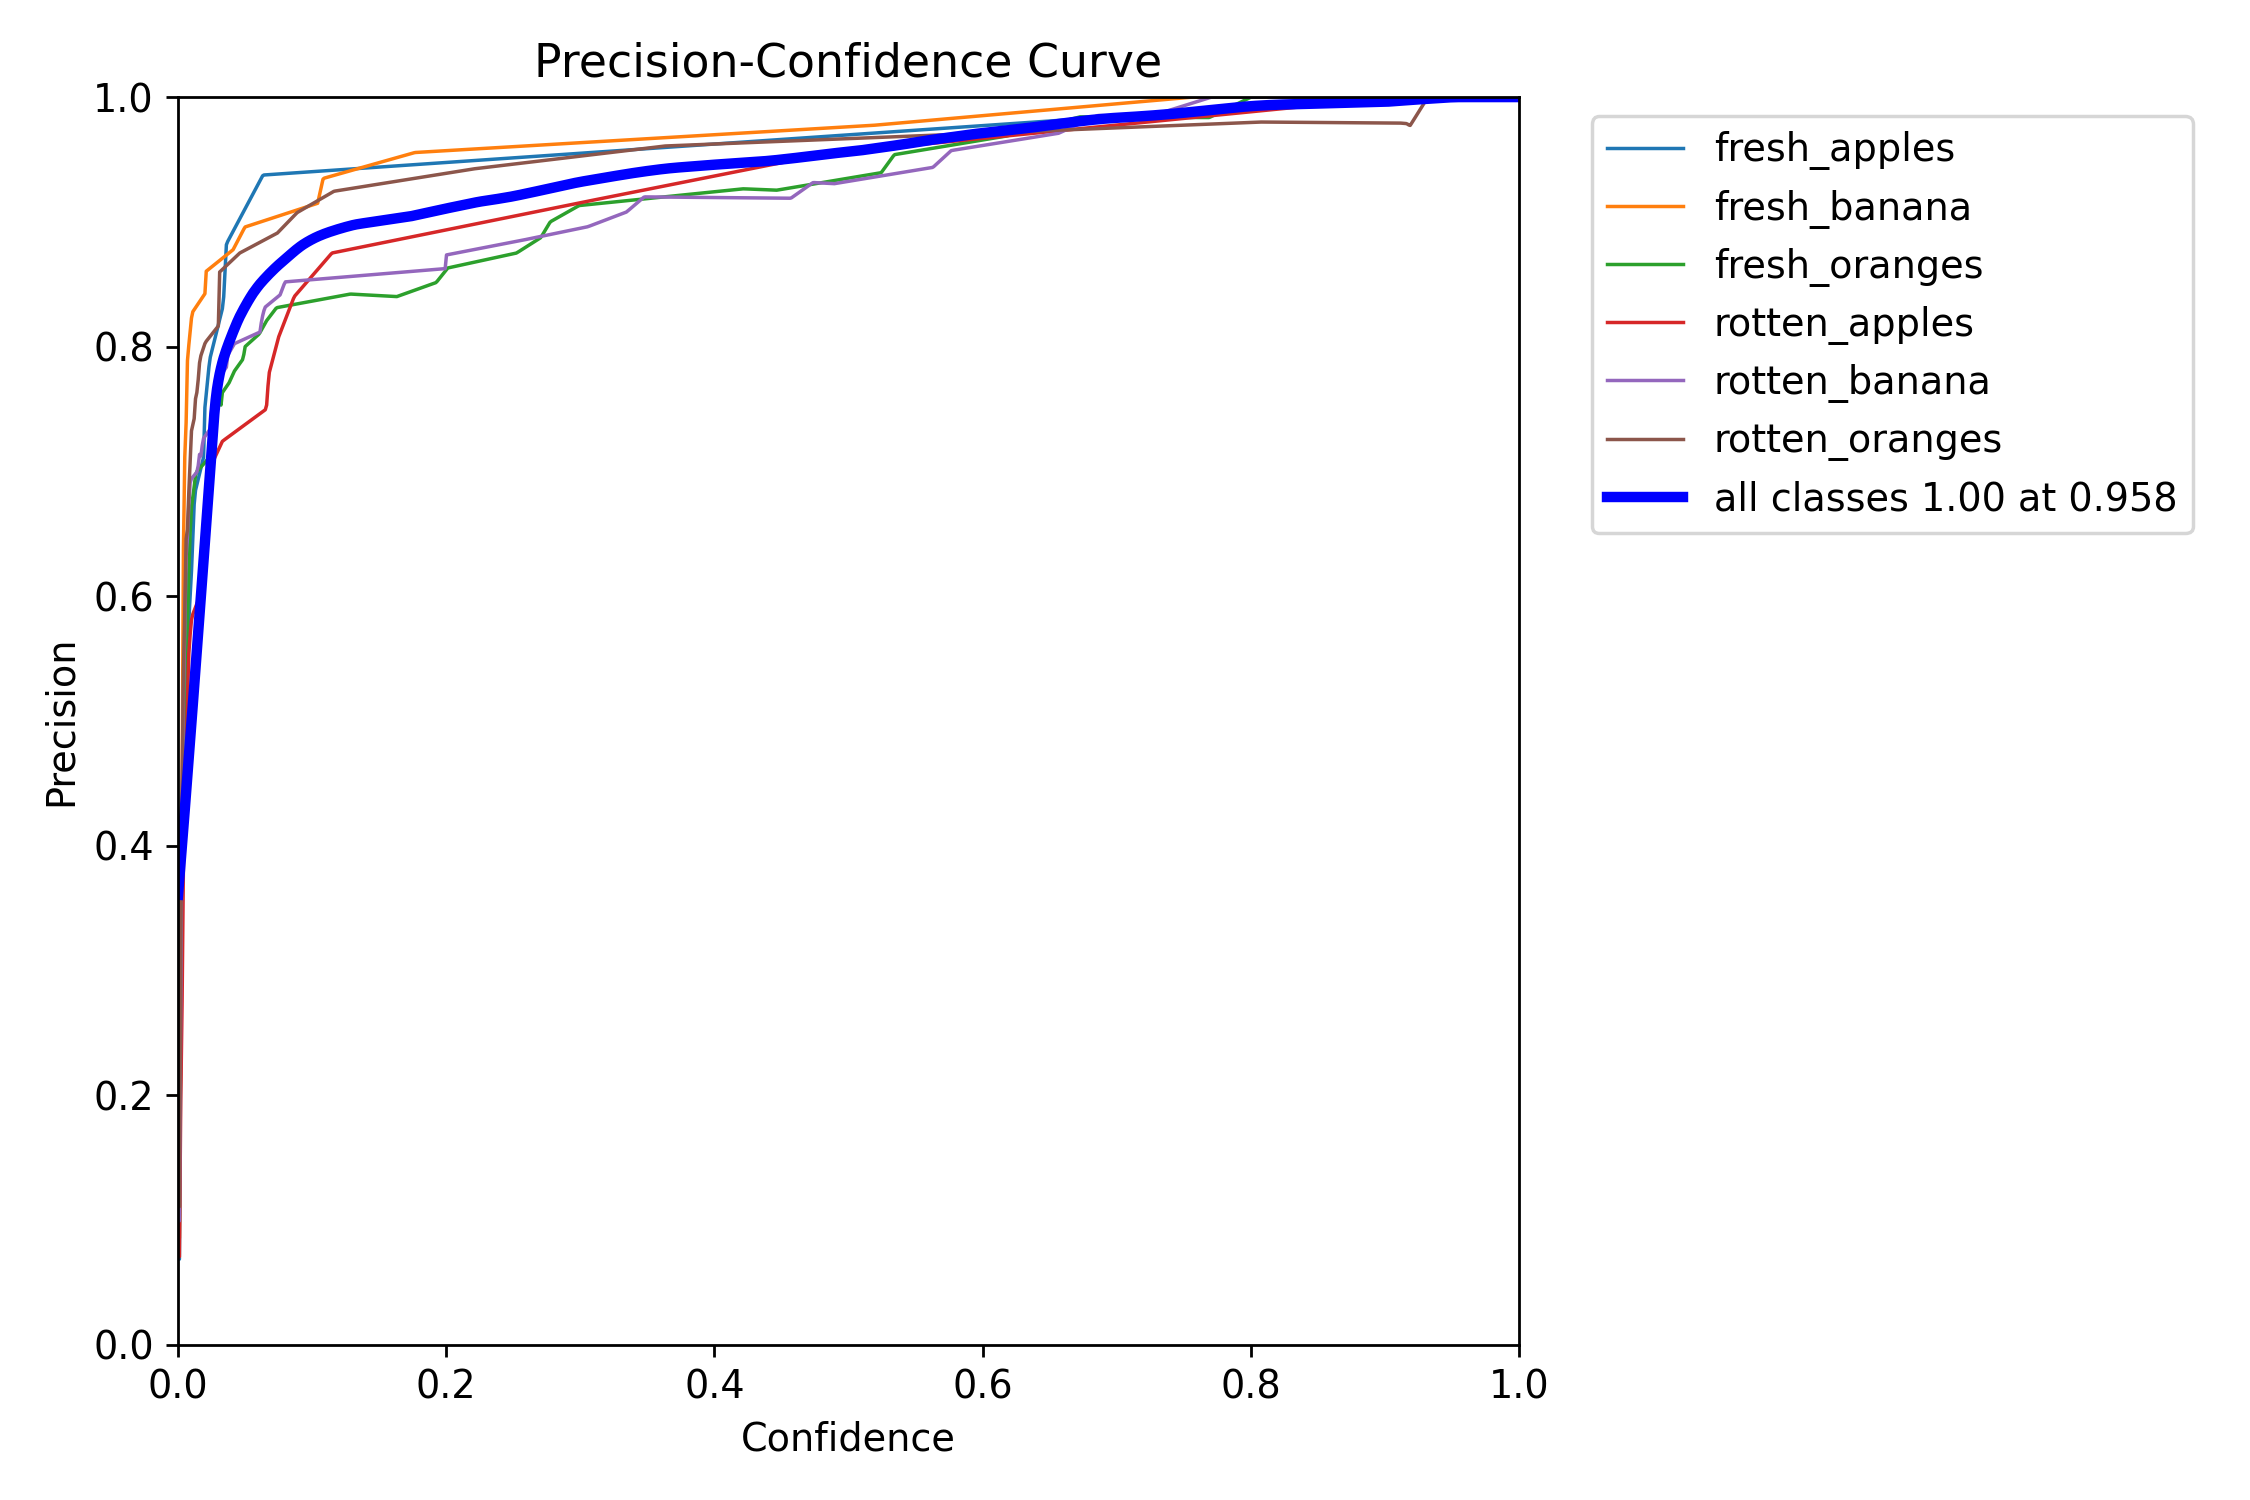 Precision-Confidence Curve
1.0
0.8
0.6
0.4
0.2
0.0
Precision
0.0 0.2 0.4 0.6 0.8 1.0
Confidence
fresh_apples
fresh_banana
fresh_oranges
rotten_apples
rotten_banana
rotten_oranges
all classes 1.00 at 0.958